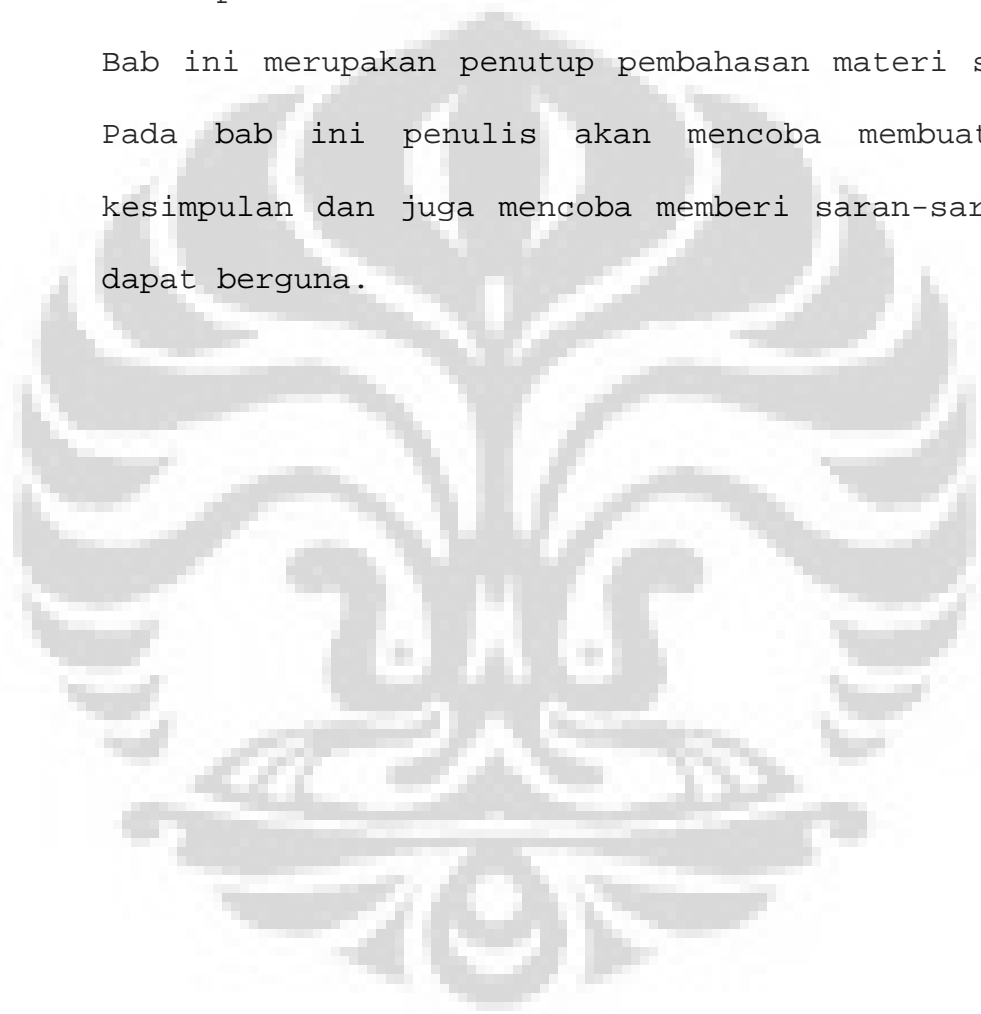 Bab ini merupakan penutup pembahasan materi
Pada bab ini penulis akan mencoba membuat
kesimpulan dan juga mencoba memberi
dapat berguna.